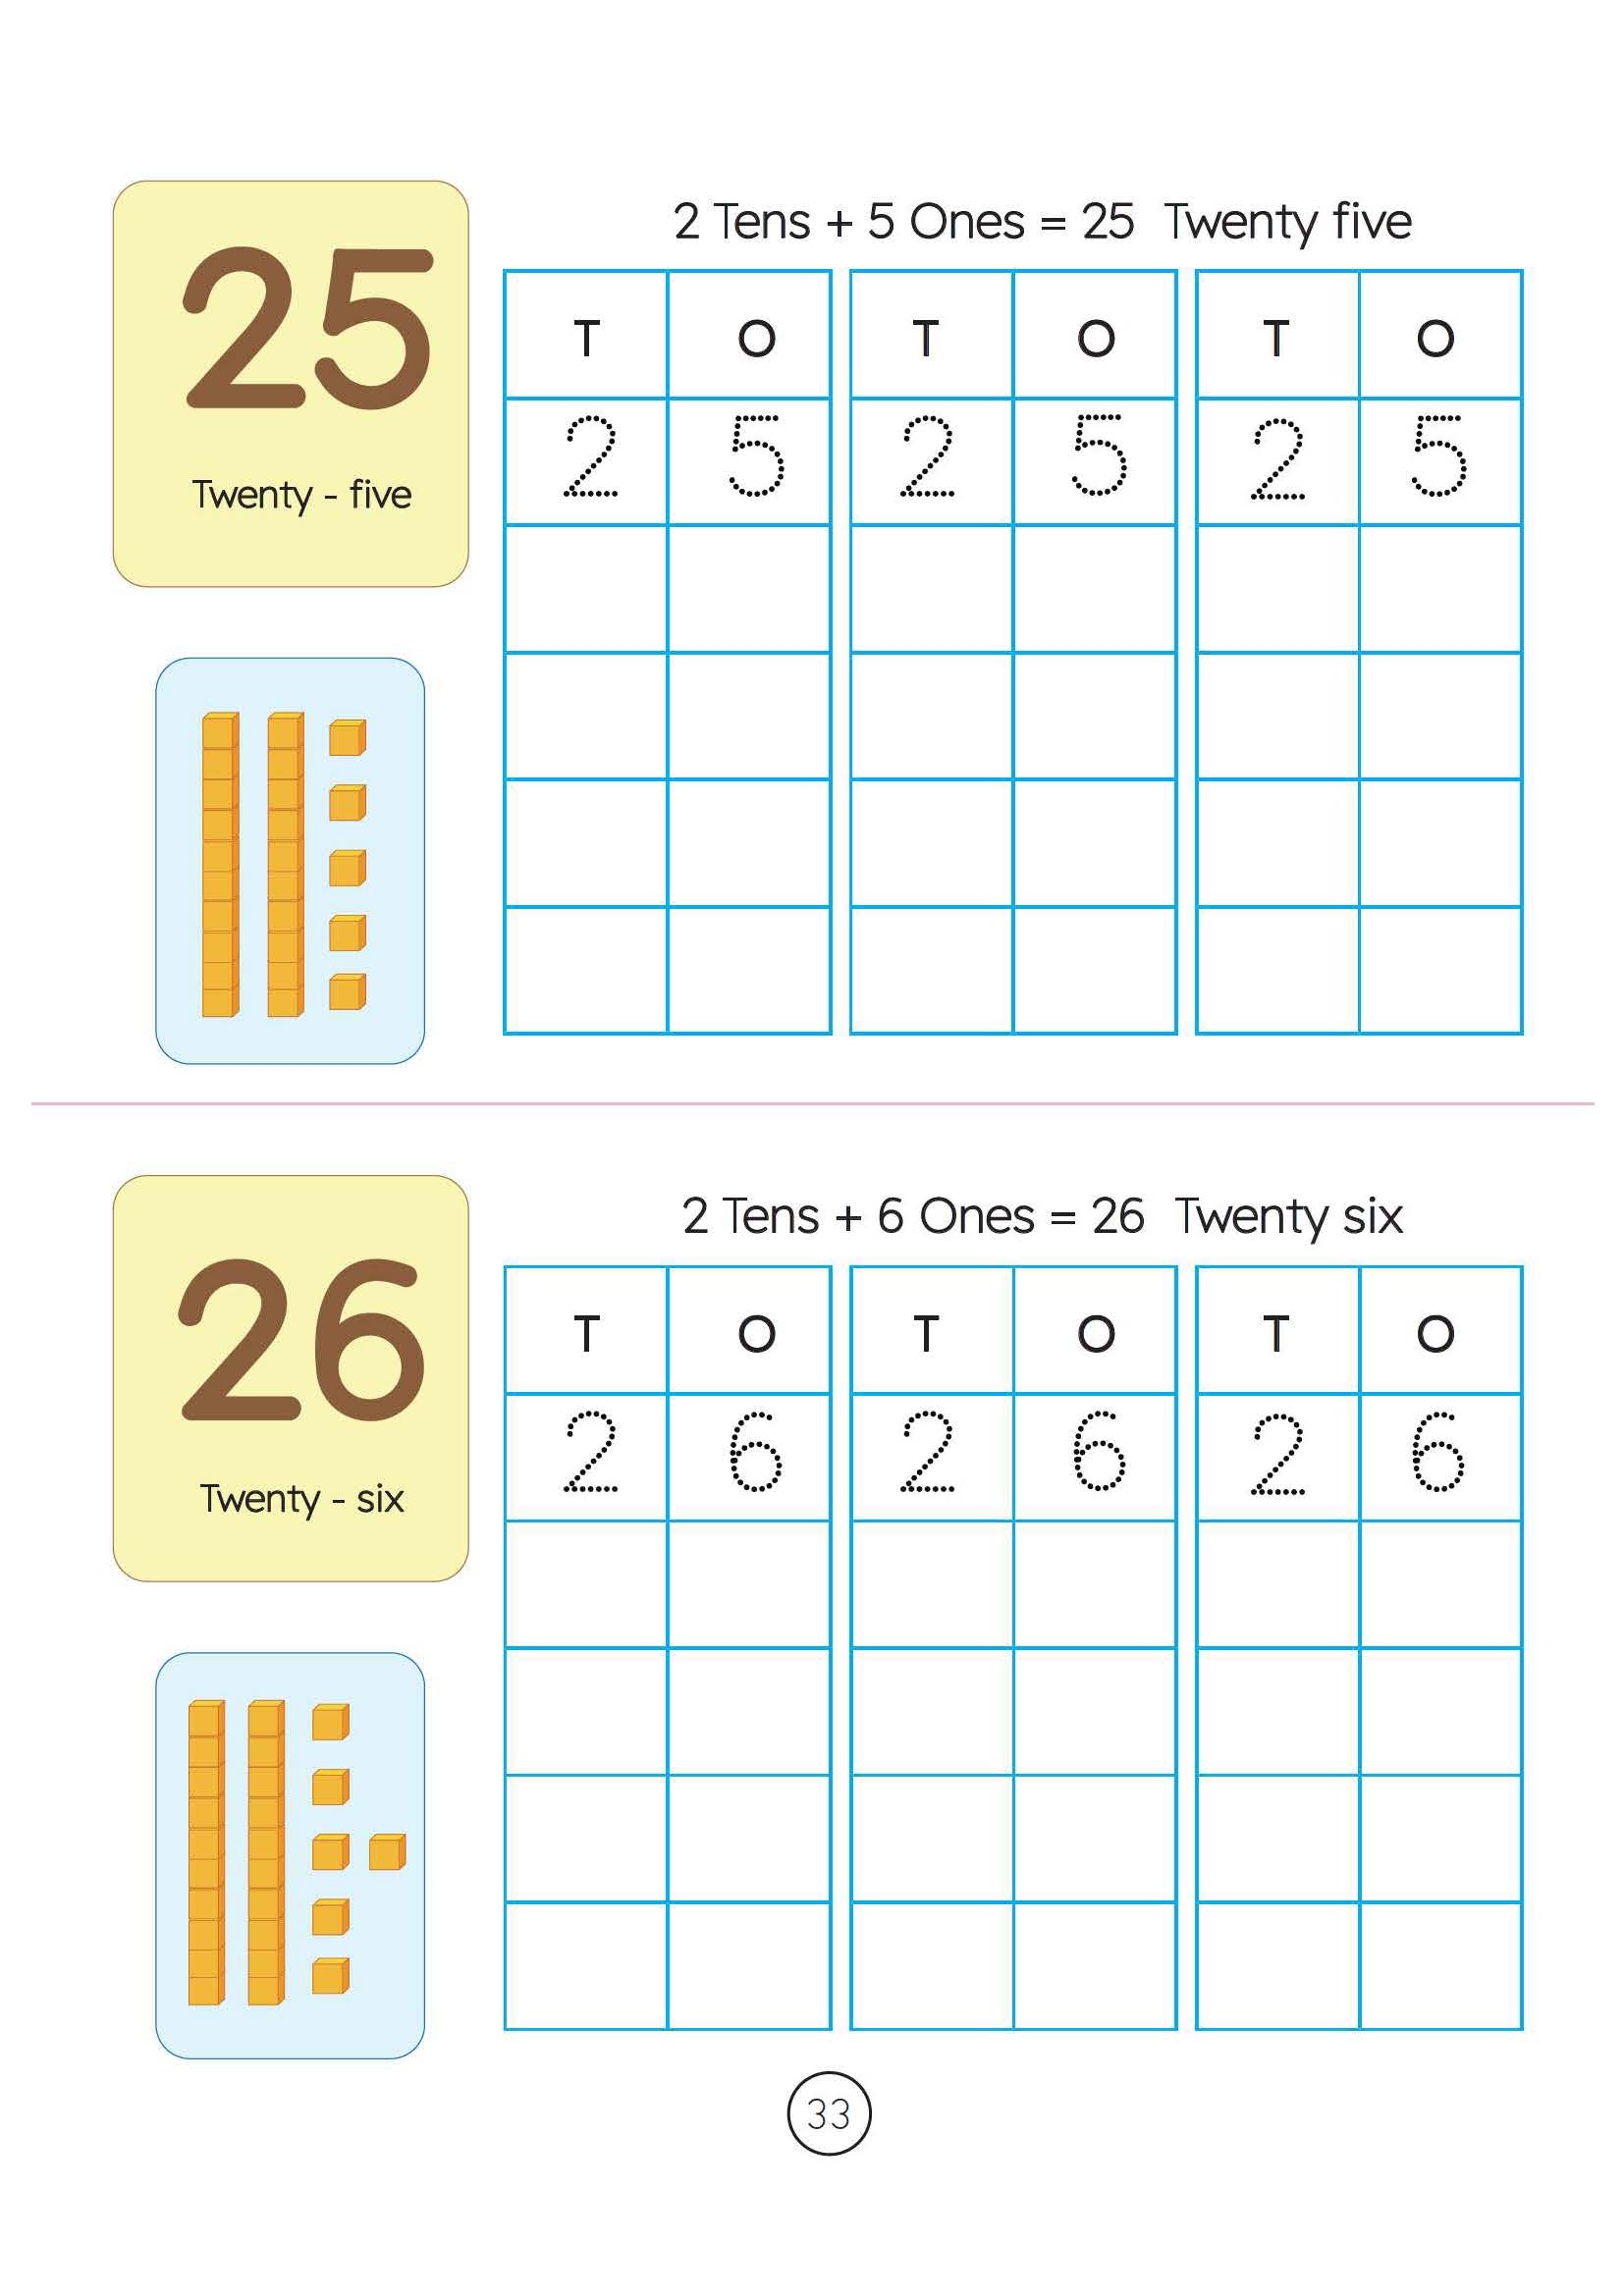 25
Twenty - five
2 Tens + 5 Ones = 25 Twenty five
T O T O T O
2 5 2 5 2 5
26
Twenty - six
2 Tens + 6 Ones = 26 Twenty six
T O T O T O
2 6 2 6 2 6
33